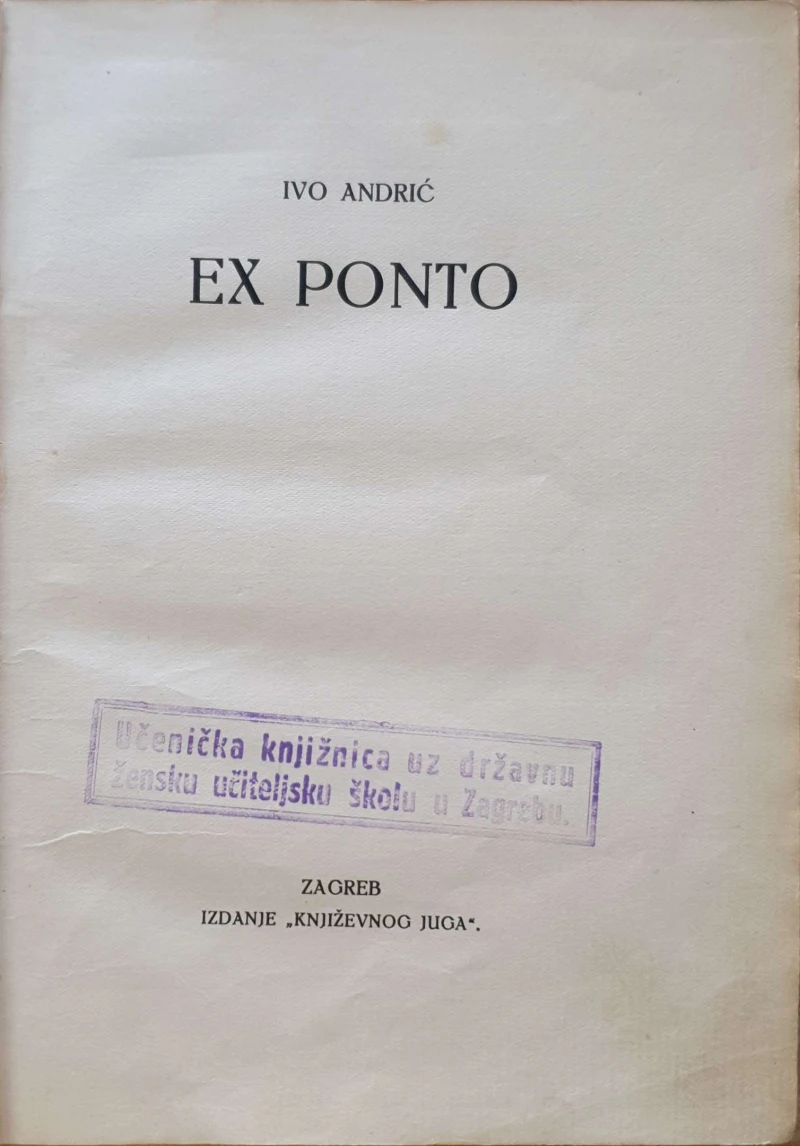 IVO ANDRIĆ
EX PONTO
Učenička knjižnica uz državnu
žensku učiteljsku školu u Zagrebu.
ZAGREB
IZDANJE „KNJIŽEVNOG JUGA“.